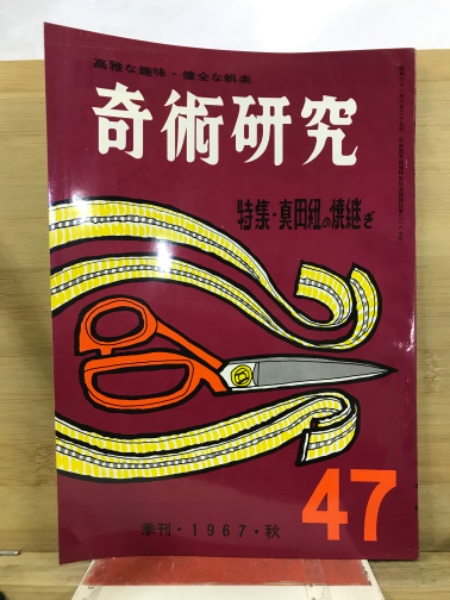 高雅な趣味・健全な娯楽
奇術研究
特集・真田紐の焼継ぎ
47
季刊・1967・秋